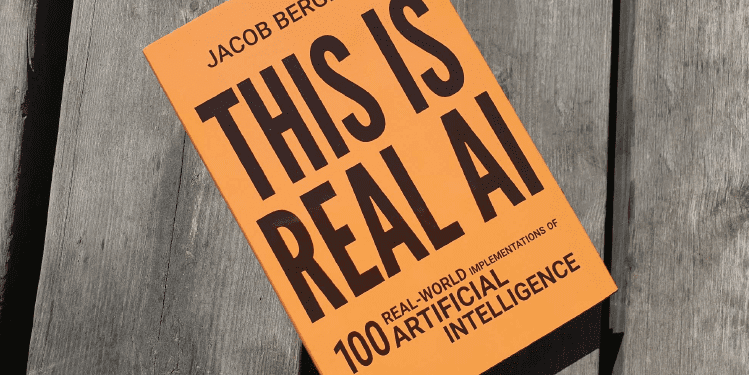 JACOB
THIS IS
REAL AI
100 REAL-WORLD IMPLEMENTATIONS OF
ARTIFICIAL
INTELLIGENCE